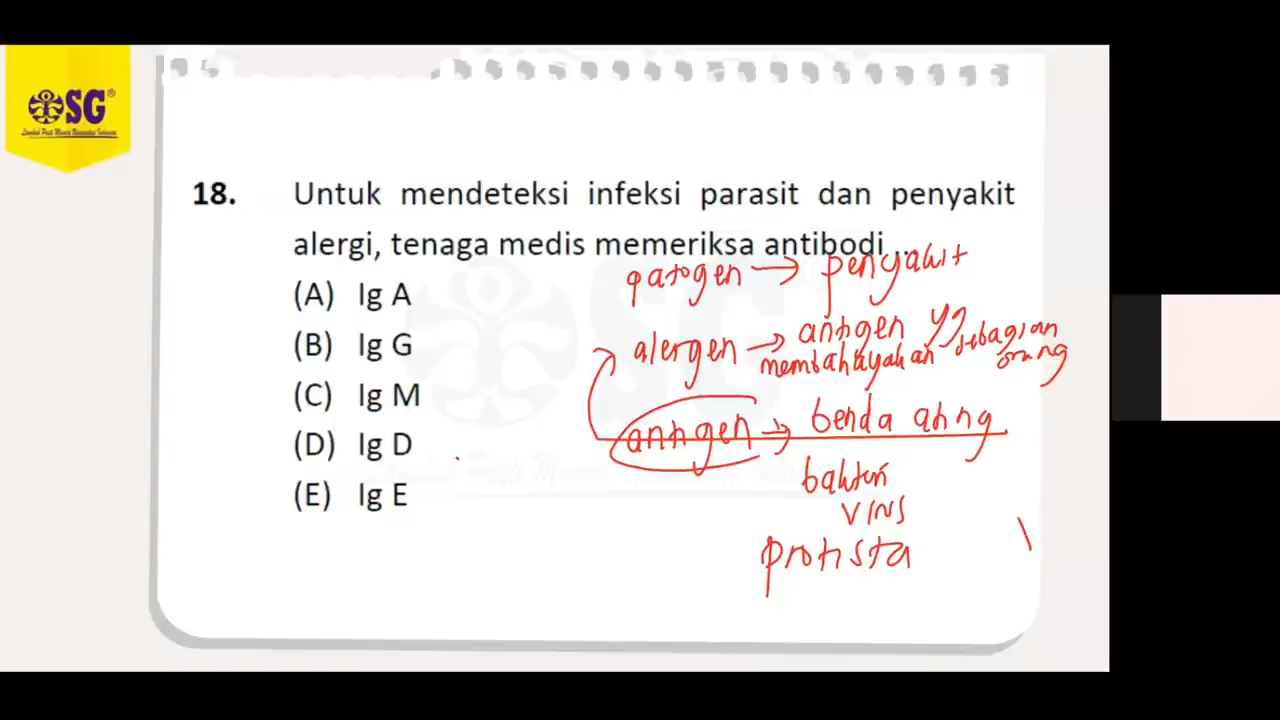 SG®
18. Untuk mendeteksi infeksi parasit dan penyakit
alergi, tenaga medis memeriksa antibodi ...
patogen → penyakit
(A) Ig A
alergen → antigen yg sebagian orang
membahayakan
(B) Ig G
(C) Ig M
antigen → benda asing
(D) Ig D
bakteri
(E) Ig E
virus
protista